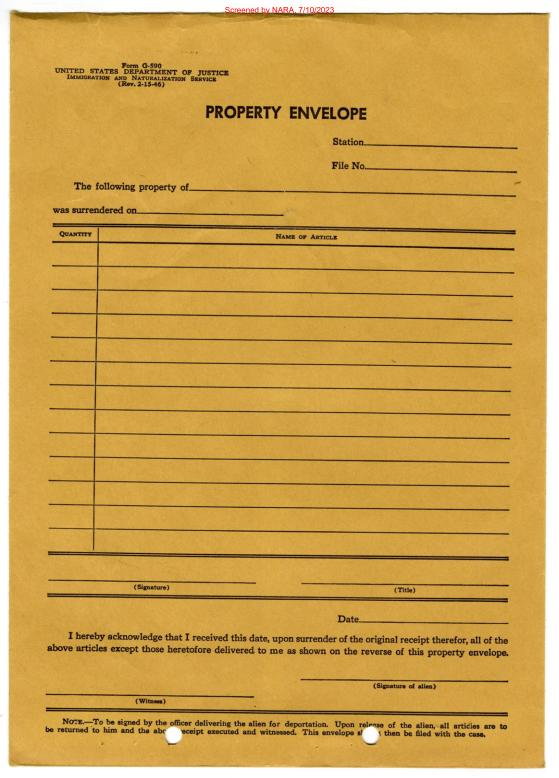 Screened by NARA, 7/10/2023
Form G-590
UNITED STATES DEPARTMENT OF JUSTICE
IMMIGRATION AND NATURALIZATION SERVICE
(Rev. 2-15-46)
PROPERTY ENVELOPE
Station
File No.
The following property of
was surrendered on
QUANTITY NAME OF ARTICLE
(Signature) (Title)
Date
I hereby acknowledge that I received this date, upon surrender of the original receipt therefor, all of the
above articles except those heretofore delivered to me as shown on the reverse of this property envelope.
(Signature of alien)
(Witness)
NOTE.—To be signed by the officer delivering the alien for deportation. Upon release of the alien, all articles are to
be returned to him and the abo receipt executed and witnessed. This envelope s then be filed with the case.